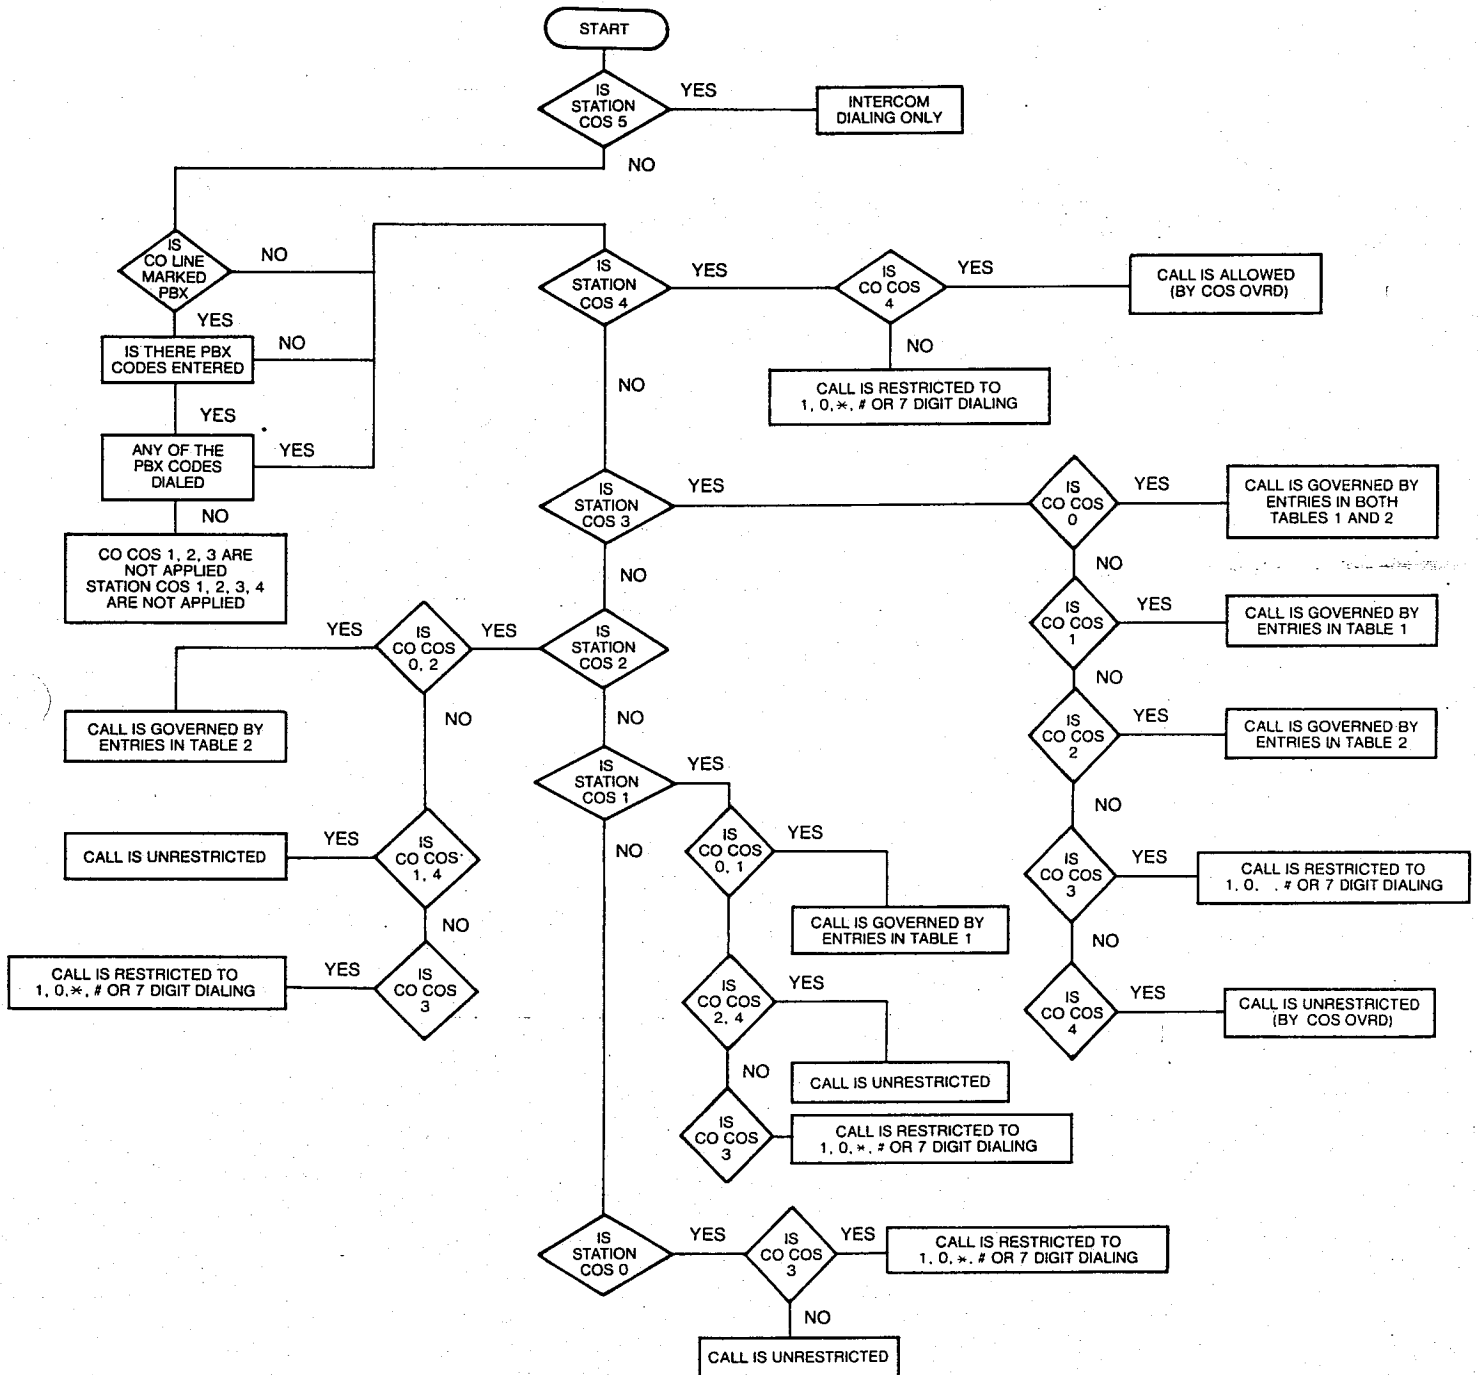 START
IS
STATION
COS 5
YES
INTERCOM
DIALING ONLY
NO
IS
CO LINE
MARKED
PBX
NO
YES
IS THERE PBX
CODES ENTERED
NO
YES
ANY OF THE
PBX CODES
DIALED
YES
NO
CO COS 1, 2, 3 ARE
NOT APPLIED
STATION COS 1, 2, 3, 4
ARE NOT APPLIED
IS
STATION
COS 4
YES
IS
CO COS
4
YES
CALL IS ALLOWED
(BY COS OVRD)
NO
CALL IS RESTRICTED TO
1, 0, *, # OR 7 DIGIT DIALING
NO
IS
STATION
COS 3
YES
IS
CO COS
0
YES
CALL IS GOVERNED BY
ENTRIES IN BOTH
TABLES 1 AND 2
NO
IS
CO COS
1
YES
CALL IS GOVERNED BY
ENTRIES IN TABLE 1
NO
IS
CO COS
2
YES
CALL IS GOVERNED BY
ENTRIES IN TABLE 2
NO
IS
CO COS
3
YES
CALL IS RESTRICTED TO
1, 0, , # OR 7 DIGIT DIALING
NO
IS
CO COS
4
YES
CALL IS UNRESTRICTED
(BY COS OVRD)
NO
IS
STATION
COS 2
YES
IS
CO COS
0, 2
YES
CALL IS GOVERNED BY
ENTRIES IN TABLE 2
NO
IS
CO COS
1, 4
YES
CALL IS UNRESTRICTED
NO
IS
CO COS
3
YES
CALL IS RESTRICTED TO
1, 0, *, # OR 7 DIGIT DIALING
NO
IS
STATION
COS 1
YES
IS
CO COS
0, 1
YES
CALL IS GOVERNED BY
ENTRIES IN TABLE 1
IS
CO COS
2, 4
YES
CALL IS UNRESTRICTED
NO
IS
CO COS
3
CALL IS RESTRICTED TO
1, 0, *, # OR 7 DIGIT DIALING
NO
IS
STATION
COS 0
YES
IS
CO COS
3
YES
CALL IS RESTRICTED TO
1, 0, *, # OR 7 DIGIT DIALING
NO
CALL IS UNRESTRICTED